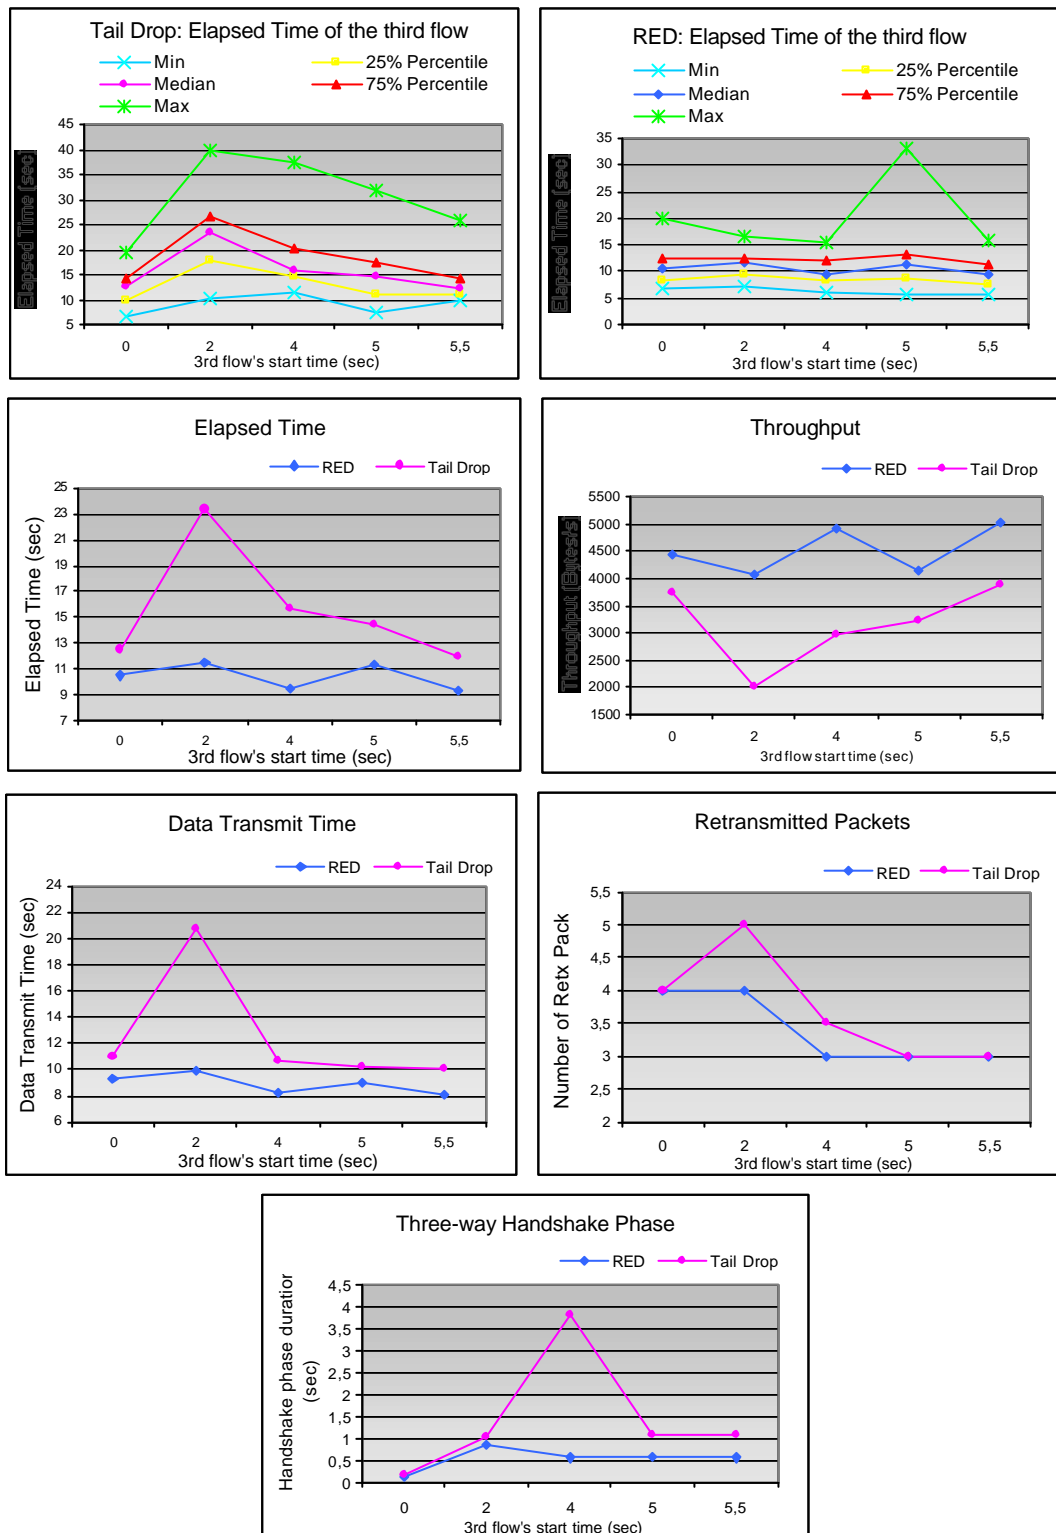 Tail Drop: Elapsed Time of the third flow
Min
25% Percentile
Median
75% Percentile
Max
Elapsed Time (sec)
45
40
35
30
25
20
15
10
5
0 2 4 5 5,5
3rd flow's start time (sec)
RED: Elapsed Time of the third flow
Min
25% Percentile
Median
75% Percentile
Max
Elapsed Time (sec)
35
30
25
20
15
10
5
0
0 2 4 5 5,5
3rd flow's start time (sec)
Elapsed Time
RED Tail Drop
Elapsed Time (sec)
25
23
21
19
17
15
13
11
9
7
0 2 4 5 5,5
3rd flow's start time (sec)
Throughput
RED Tail Drop
Throughput (Bytes/s)
5500
5000
4500
4000
3500
3000
2500
2000
1500
0 2 4 5 5,5
3rd flow start time (sec)
Data Transmit Time
RED Tail Drop
Data Transmit Time (sec)
24
22
20
18
16
14
12
10
8
6
0 2 4 5 5,5
3rd flow's start time (sec)
Retransmitted Packets
RED Tail Drop
Number of Retx Pack
5,5
5
4,5
4
3,5
3
2,5
2
0 2 4 5 5,5
3rd flow's start time (sec)
Three-way Handshake Phase
RED Tail Drop
Handshake phase duratior
(sec)
4,5
4
3,5
3
2,5
2
1,5
1
0,5
0
0 2 4 5 5,5
3rd flow's start time (sec)